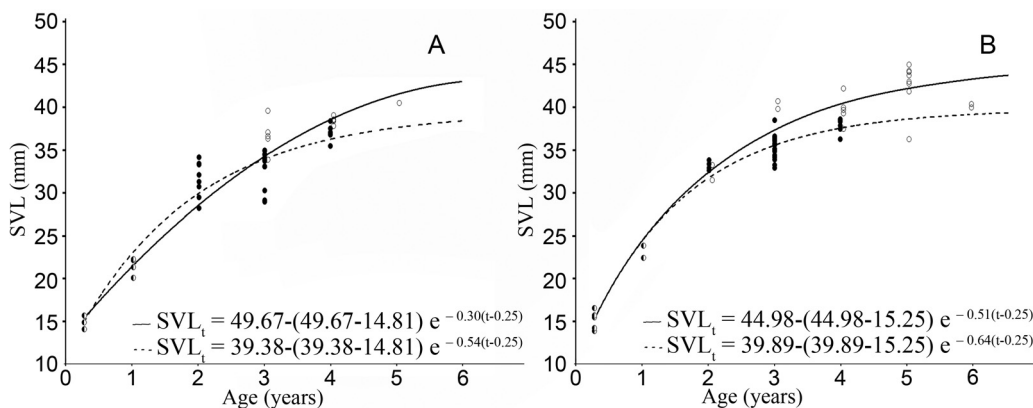 A
50
45
40
35
30
25
20
15
10
SVL (mm)
— SVLt = 49.67-(49.67-14.81) e – 0.30(t-0.25)
---- SVLt = 39.38-(39.38-14.81) e – 0.54(t-0.25)
0 1 2 3 4 5 6
Age (years)
B
50
45
40
35
30
25
20
15
10
SVL (mm)
— SVLt = 44.98-(44.98-15.25) e – 0.51(t-0.25)
---- SVLt = 39.89-(39.89-15.25) e – 0.64(t-0.25)
0 1 2 3 4 5 6
Age (years)